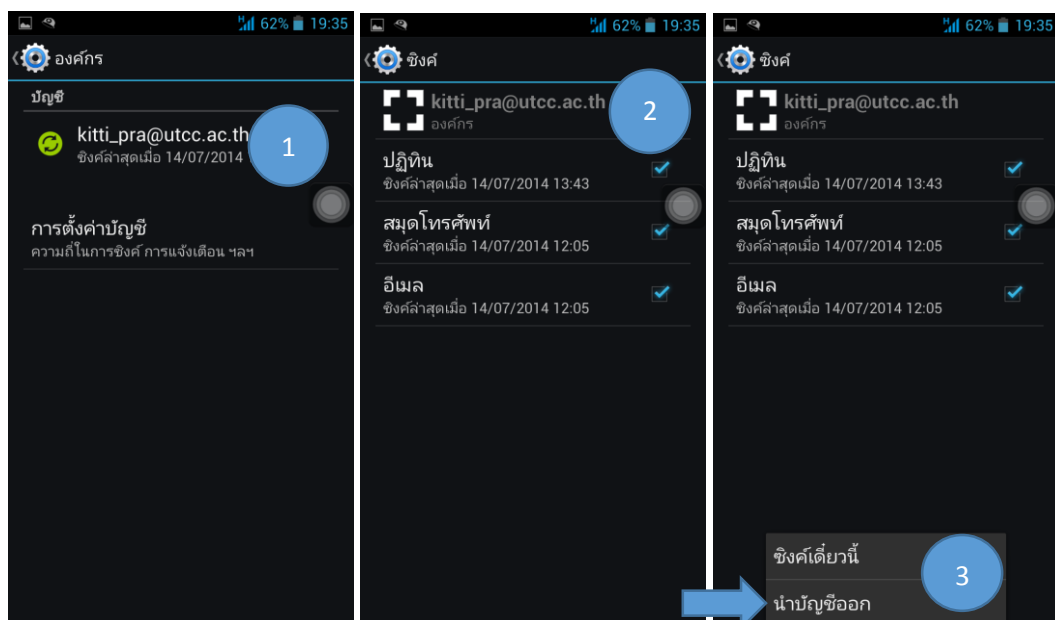 62% 19:35
องค์กร
บัญชี
kitti_pra@utcc.ac.th
ซิงค์ล่าสุดเมื่อ 14/07/2014
1
การตั้งค่าบัญชี
ความถี่ในการซิงค์ การแจ้งเตือน ฯลฯ
H 62% 19:35
ซิงค์
kitti_pra@utcc.ac.th
องค์กร
2
ปฏิทิน
ซิงค์ล่าสุดเมื่อ 14/07/2014 13:43
สมุดโทรศัพท์
ซิงค์ล่าสุดเมื่อ 14/07/2014 12:05
อีเมล
ซิงค์ล่าสุดเมื่อ 14/07/2014 12:05
H 62% 19:35
ซิงค์
kitti_pra@utcc.ac.th
องค์กร
ปฏิทิน
ซิงค์ล่าสุดเมื่อ 14/07/2014 13:43
สมุดโทรศัพท์
ซิงค์ล่าสุดเมื่อ 14/07/2014 12:05
อีเมล
ซิงค์ล่าสุดเมื่อ 14/07/2014 12:05
ซิงค์เดี๋ยวนี้
3
นำบัญชีออก